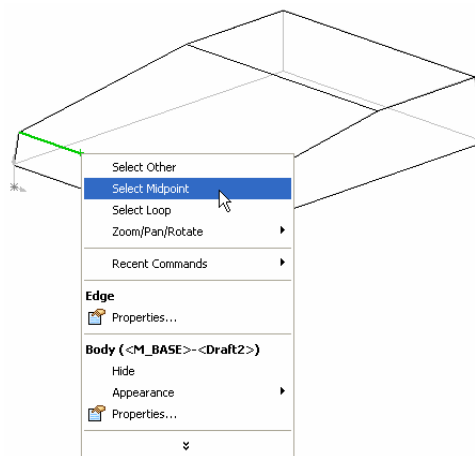 Select Other
Select Midpoint
Select Loop
Zoom/Pan/Rotate
Recent Commands
Edge
Properties...
Body (<M_BASE>-<Draft2>)
Hide
Appearance
Properties...